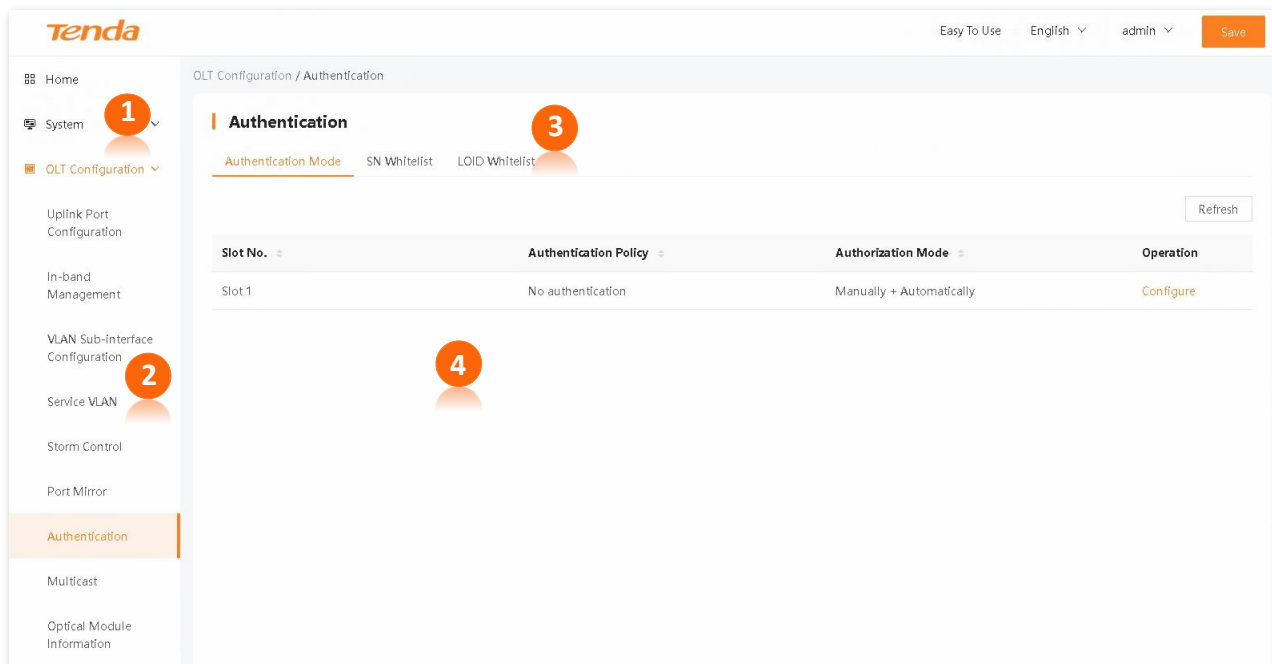 Tenda
Easy To Use English admin Save
Home
OLT Configuration / Authentication
System
1
Authentication
3
OLT Configuration
Authentication Mode SN Whitelist LOID Whitelist
Uplink Port
Configuration
Refresh
Slot No. Authentication Policy Authorization Mode Operation
In-band
Management
Slot 1 No authentication Manually + Automatically Configure
VLAN Sub-interface
Configuration
2
4
Service VLAN
Storm Control
Port Mirror
Authentication
Multicast
Optical Module
Information